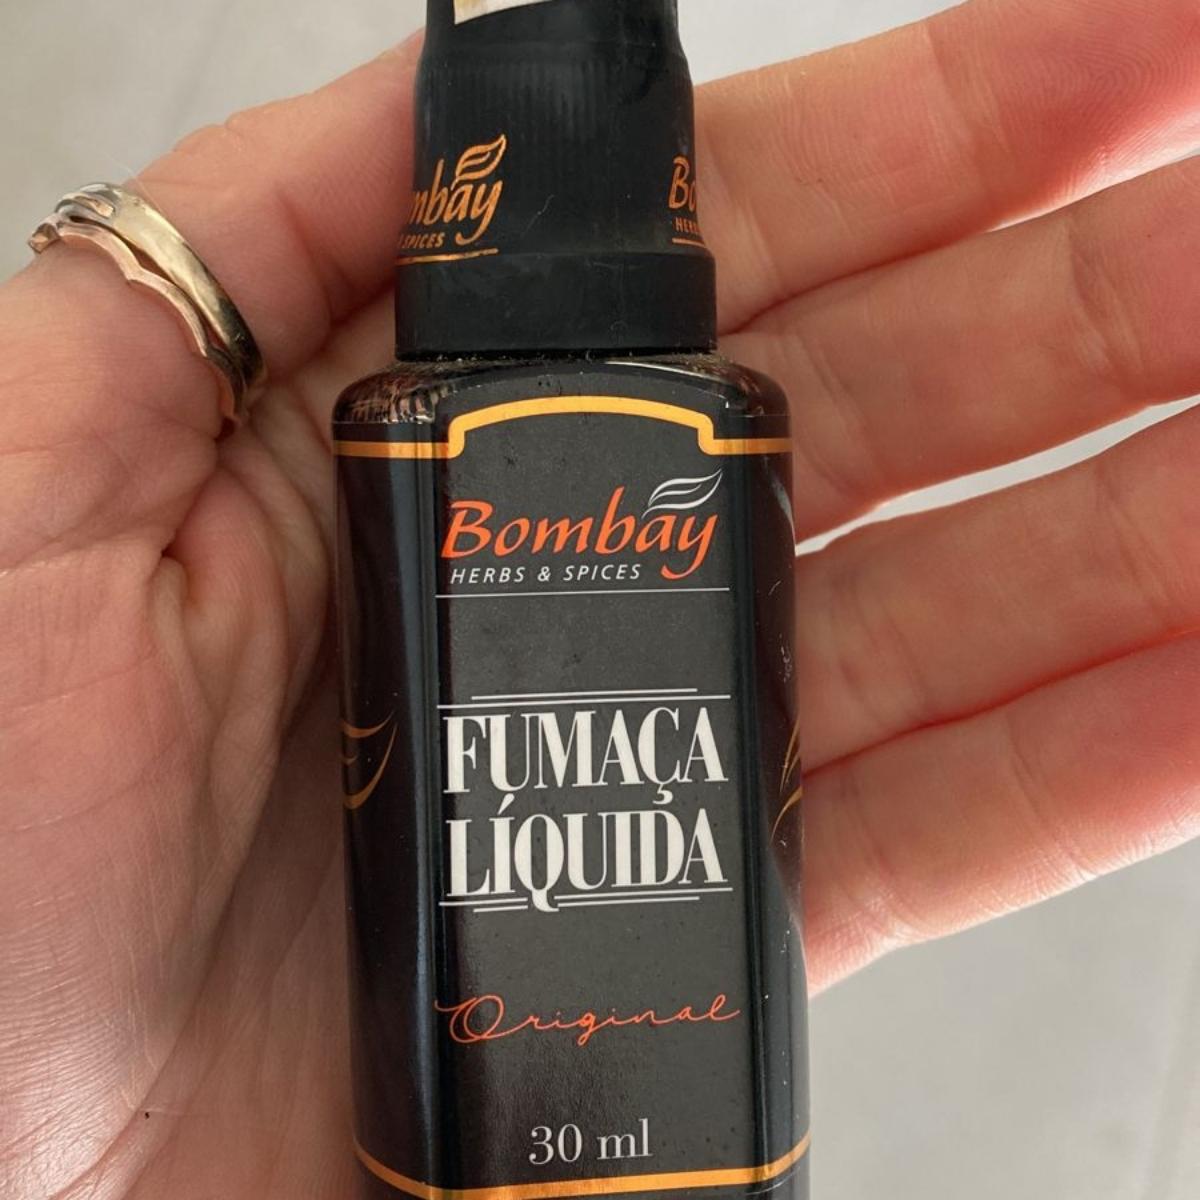 Bombay
HERBS & SPICES
FUMAÇA
LÍQUIDA
Original
30 ml